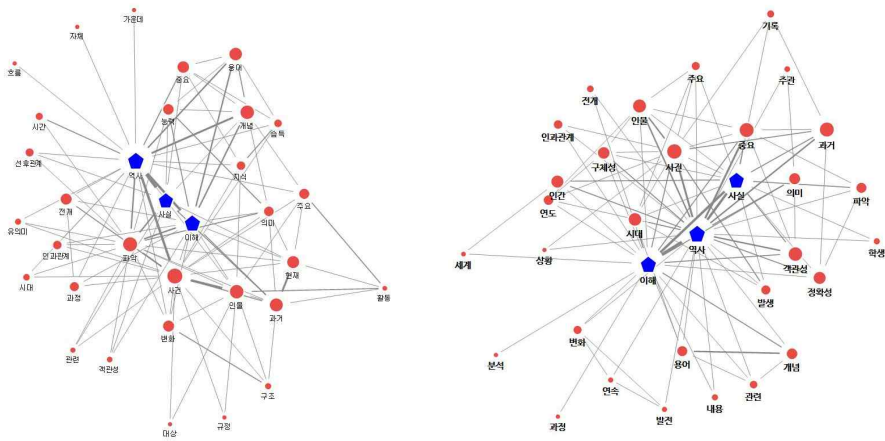 가운데
자체
흐름
중요
웅대
시간
능력
개념
습득
선후관계
역사
지식
전개
사실
주요
유의미
이해
의미
인과관계
파악
현재
시대
과정
사건
활동
인물
과거
변화
관련
객관성
구조
대상
규정
기록
주요
주관
전개
인물
인과관계
중요
과거
구체성
사건
사실
의미
인간
파악
연도
시대
역사
학생
세계
상황
이해
객관성
정확성
발생
변화
분석
용어
개념
연속
관련
내용
과정
발전